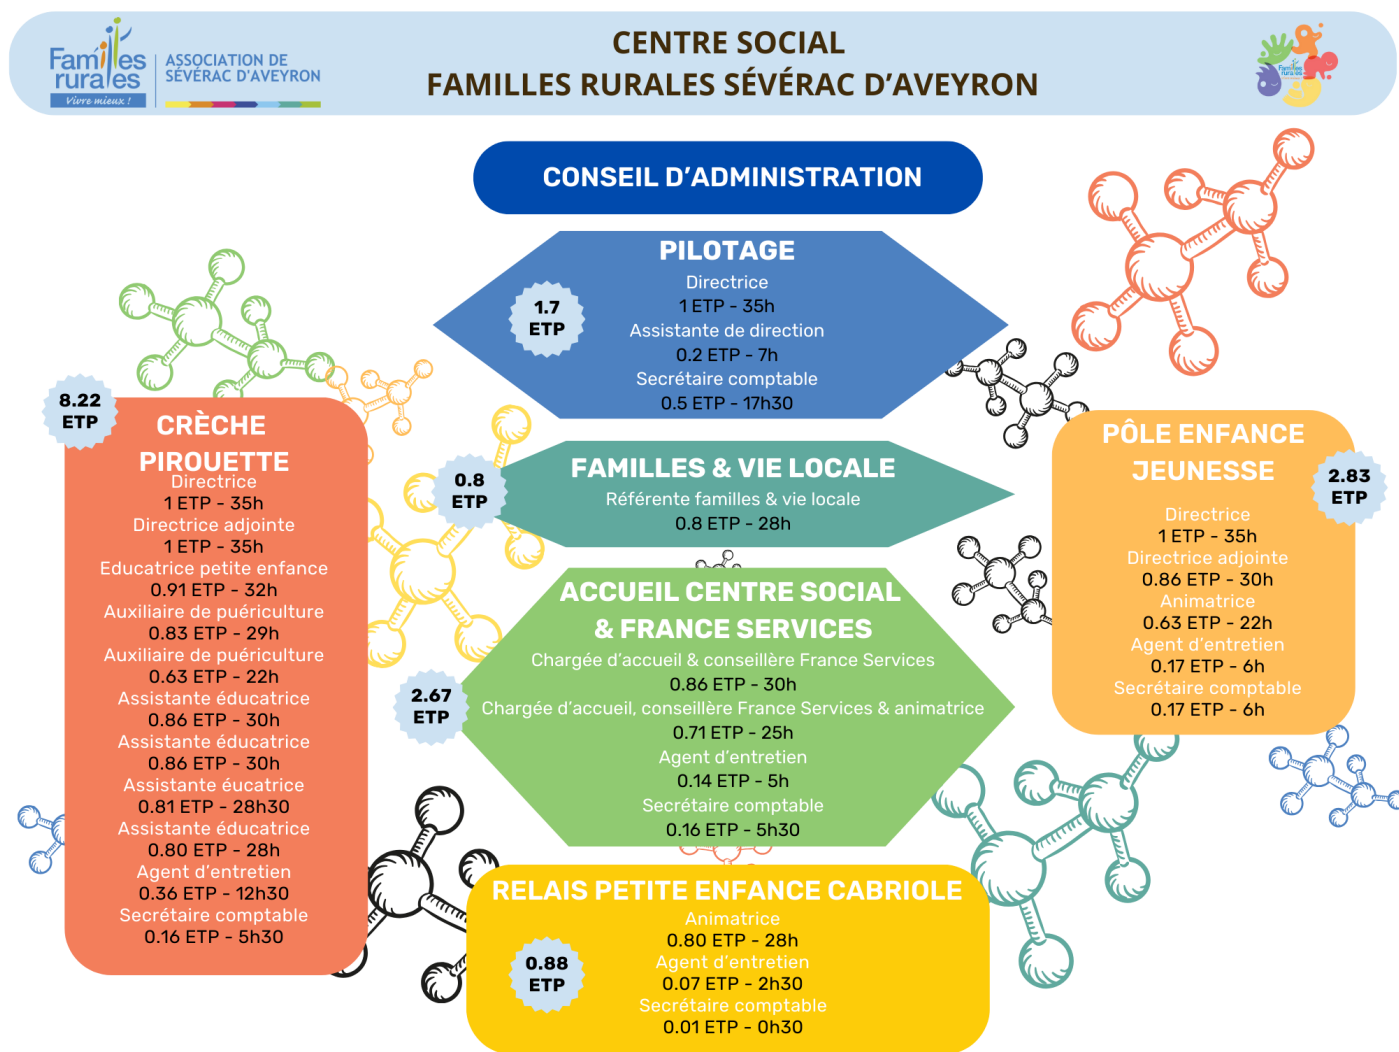 Familles
rurales
Vivre mieux !
ASSOCIATION DE
SÉVÉRAC D'AVEYRON
CENTRE SOCIAL
FAMILLES RURALES SÉVÉRAC D'AVEYRON
Familles
rurales
CONSEIL D'ADMINISTRATION
PILOTAGE
Directrice
1 ETP - 35h
Assistante de direction
0.2 ETP - 7h
Secrétaire comptable
0.5 ETP - 17h30
1.7
ETP
8.22
ETP
CRÈCHE
PIROUETTE
Directrice
1 ETP - 35h
Directrice adjointe
1 ETP - 35h
Educatrice petite enfance
0.91 ETP - 32h
Auxiliaire de puériculture
0.83 ETP - 29h
Auxiliaire de puériculture
0.63 ETP - 22h
Assistante éducatrice
0.86 ETP - 30h
Assistante éducatrice
0.86 ETP - 30h
Assistante éucatrice
0.81 ETP - 28h30
Assistante éducatrice
0.80 ETP - 28h
Agent d'entretien
0.36 ETP - 12h30
Secrétaire comptable
0.16 ETP - 5h30
0.8
ETP
FAMILLES & VIE LOCALE
Référente familles & vie locale
0.8 ETP - 28h
2.67
ETP
ACCUEIL CENTRE SOCIAL
& FRANCE SERVICES
Chargée d'accueil & conseillère France Services
0.86 ETP - 30h
Chargée d'accueil, conseillère France Services & animatrice
0.71 ETP - 25h
Agent d'entretien
0.14 ETP - 5h
Secrétaire comptable
0.16 ETP - 5h30
PÔLE ENFANCE
JEUNESSE
2.83
ETP
Directrice
1 ETP - 35h
Directrice adjointe
0.86 ETP - 30h
Animatrice
0.63 ETP - 22h
Agent d'entretien
0.17 ETP - 6h
Secrétaire comptable
0.17 ETP - 6h
RELAIS PETITE ENFANCE CABRIOLE
0.88
ETP
Animatrice
0.80 ETP - 28h
Agent d'entretien
0.07 ETP - 2h30
Secrétaire comptable
0.01 ETP - 0h30